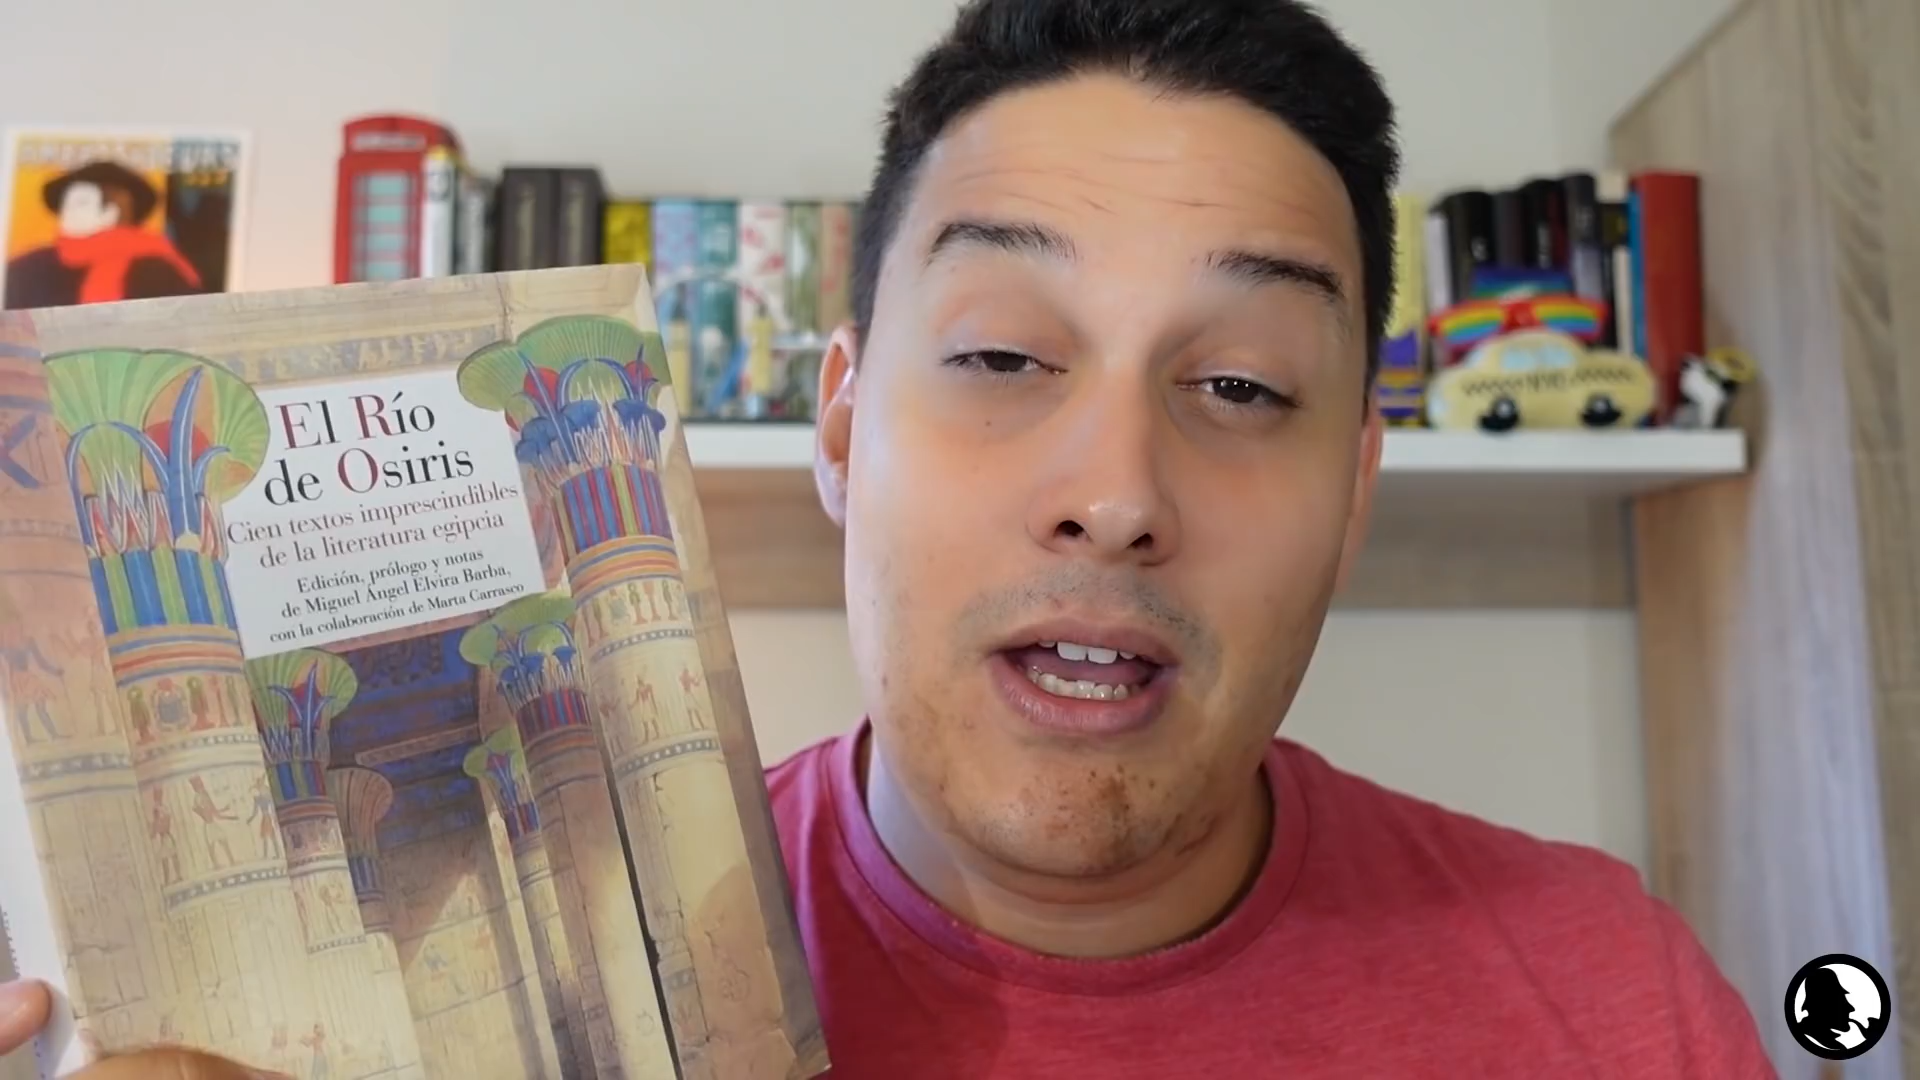 El Río
de Osiris
Cien textos imprescindibles
de la literatura egipcia
Edición, prólogo y notas
de Miguel Ángel Elvira Barba,
con la colaboración de Marta Carrasco